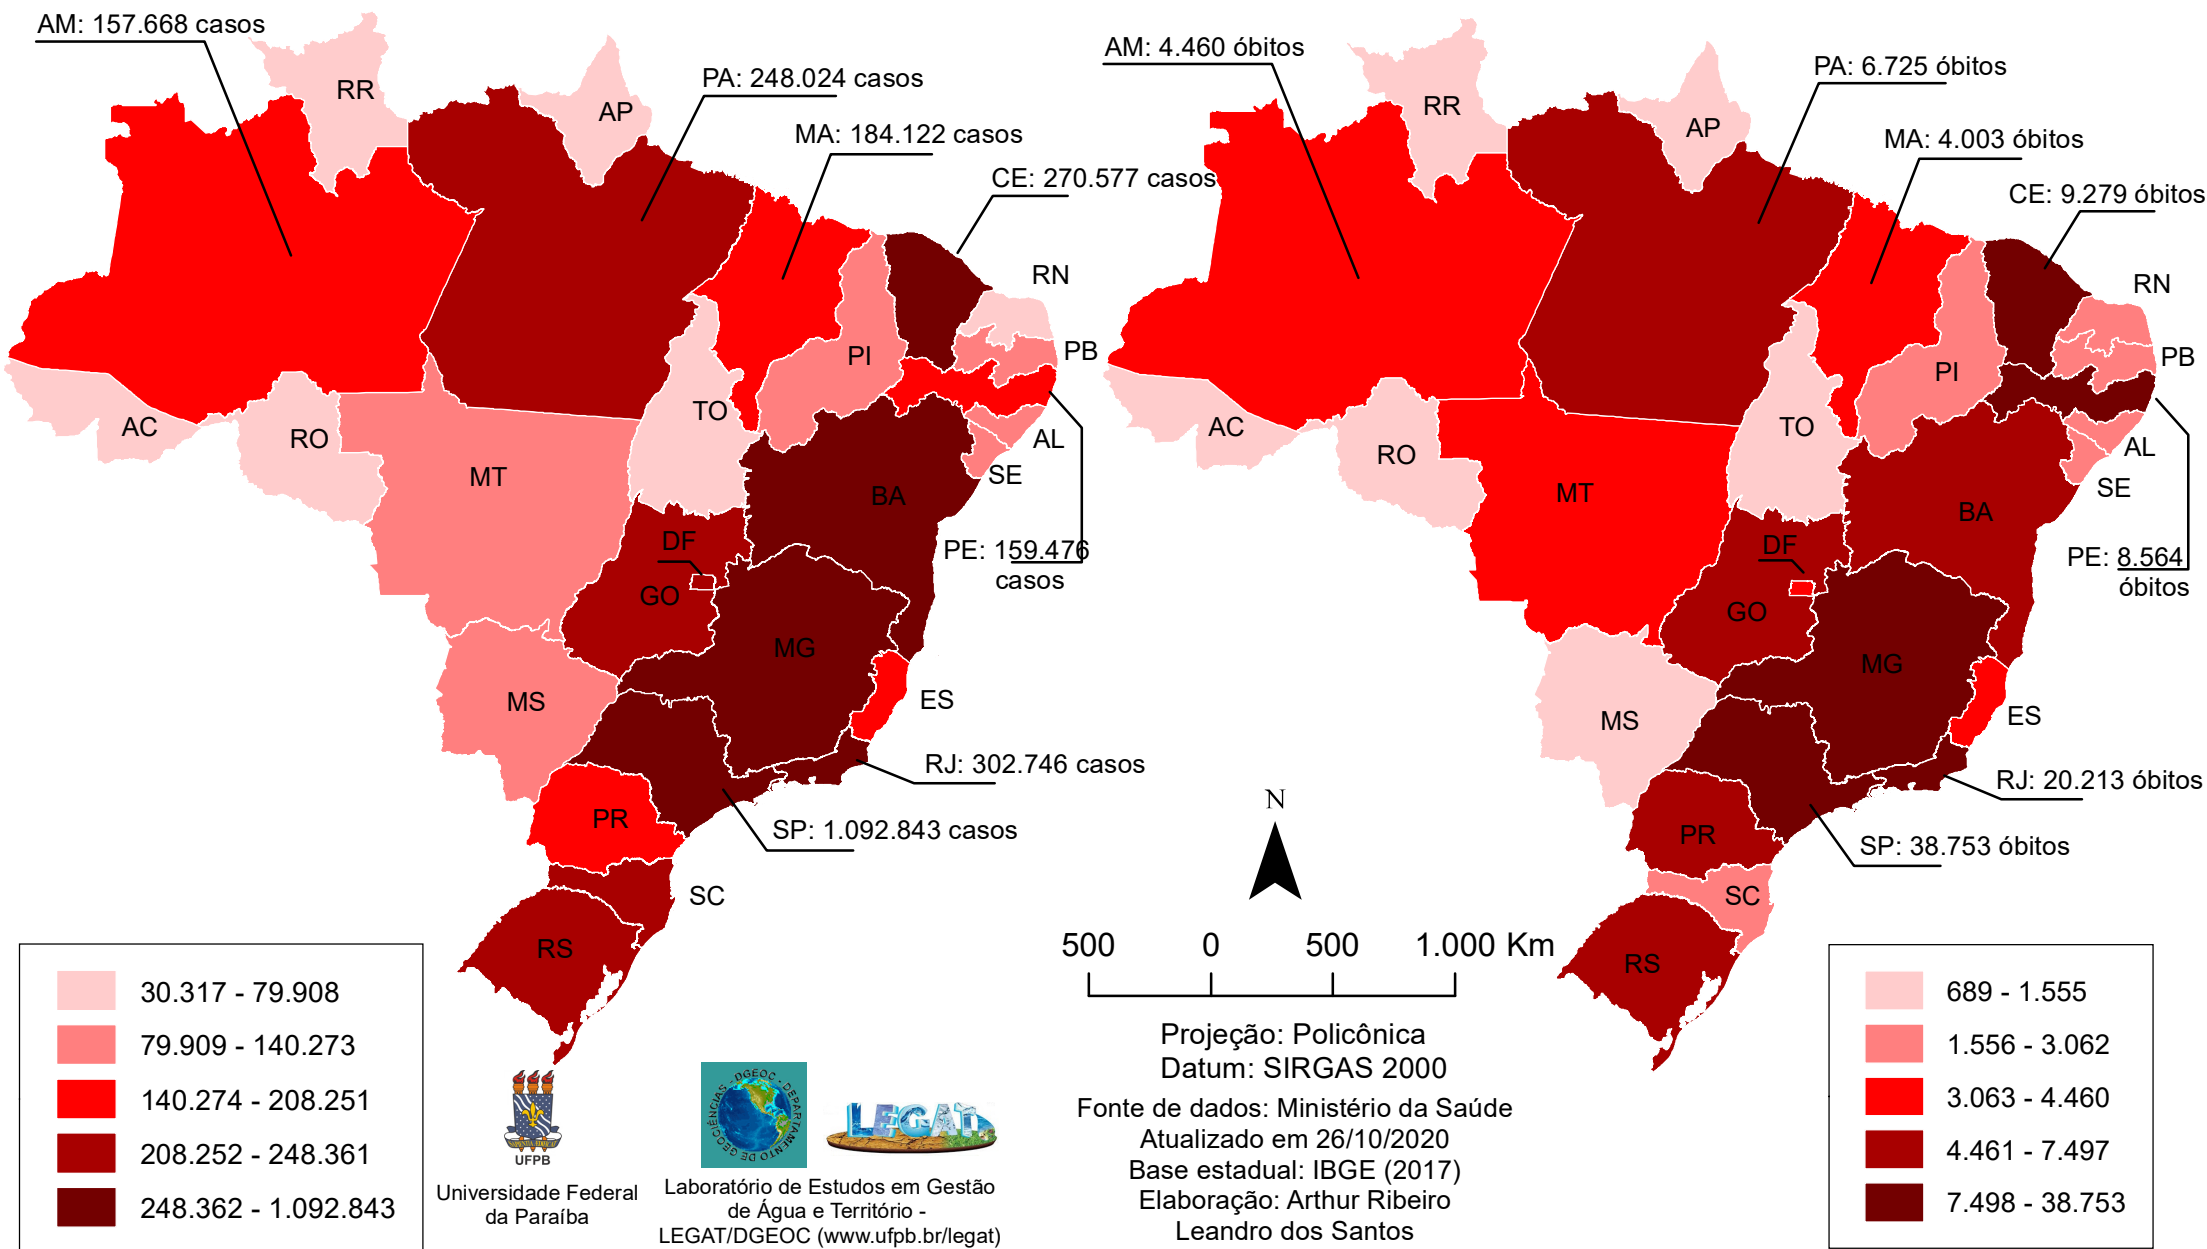 AM: 157.668 casos
RR
AP
PA: 248.024 casos
MA: 184.122 casos
CE: 270.577 casos
RN
PB
PI
TO
AC
RO
MT
AL
SE
BA
DF
GO
PE: 159.476
casos
MG
MS
ES
RJ: 302.746 casos
SP: 1.092.843 casos
PR
SC
RS
30.317 - 79.908
79.909 - 140.273
140.274 - 208.251
208.252 - 248.361
248.362 - 1.092.843
AM: 4.460 óbitos
RR
AP
PA: 6.725 óbitos
MA: 4.003 óbitos
CE: 9.279 óbitos
RN
PB
PI
TO
AC
RO
MT
AL
SE
BA
DF
GO
PE: 8.564
óbitos
MG
MS
ES
RJ: 20.213 óbitos
SP: 38.753 óbitos
PR
SC
RS
689 - 1.555
1.556 - 3.062
3.063 - 4.460
4.461 - 7.497
7.498 - 38.753
N
500 0 500 1.000 Km
Projeção: Policônica
Datum: SIRGAS 2000
Fonte de dados: Ministério da Saúde
Atualizado em 26/10/2020
Base estadual: IBGE (2017)
Elaboração: Arthur Ribeiro
Leandro dos Santos
UFPB
Universidade Federal
da Paraíba
DGEOC - DEPARTAMENTO DE GEOCIÊNCIAS -
LEGAT
Laboratório de Estudos em Gestão
de Água e Território -
LEGAT/DGEOC (www.ufpb.br/legat)